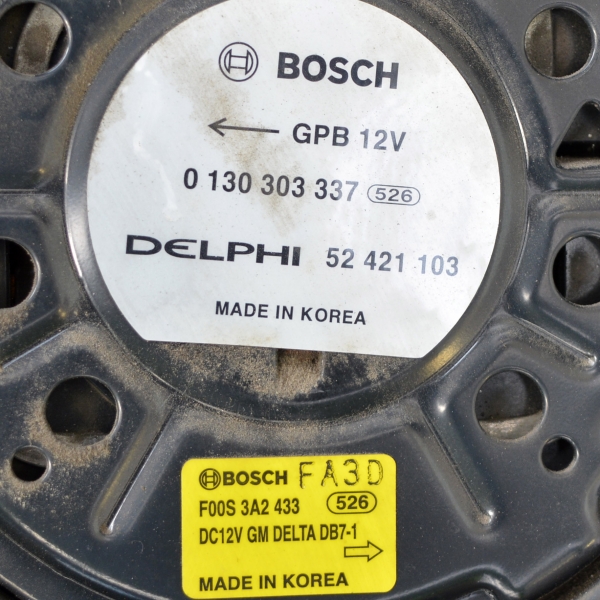 BOSCH
GPB 12V
0 130 303 337 526
DELPHI 52 421 103
MADE IN KOREA
BOSCH FA3D
F00S 3A2 433 526
DC12V GM DELTA DB7-1
MADE IN KOREA